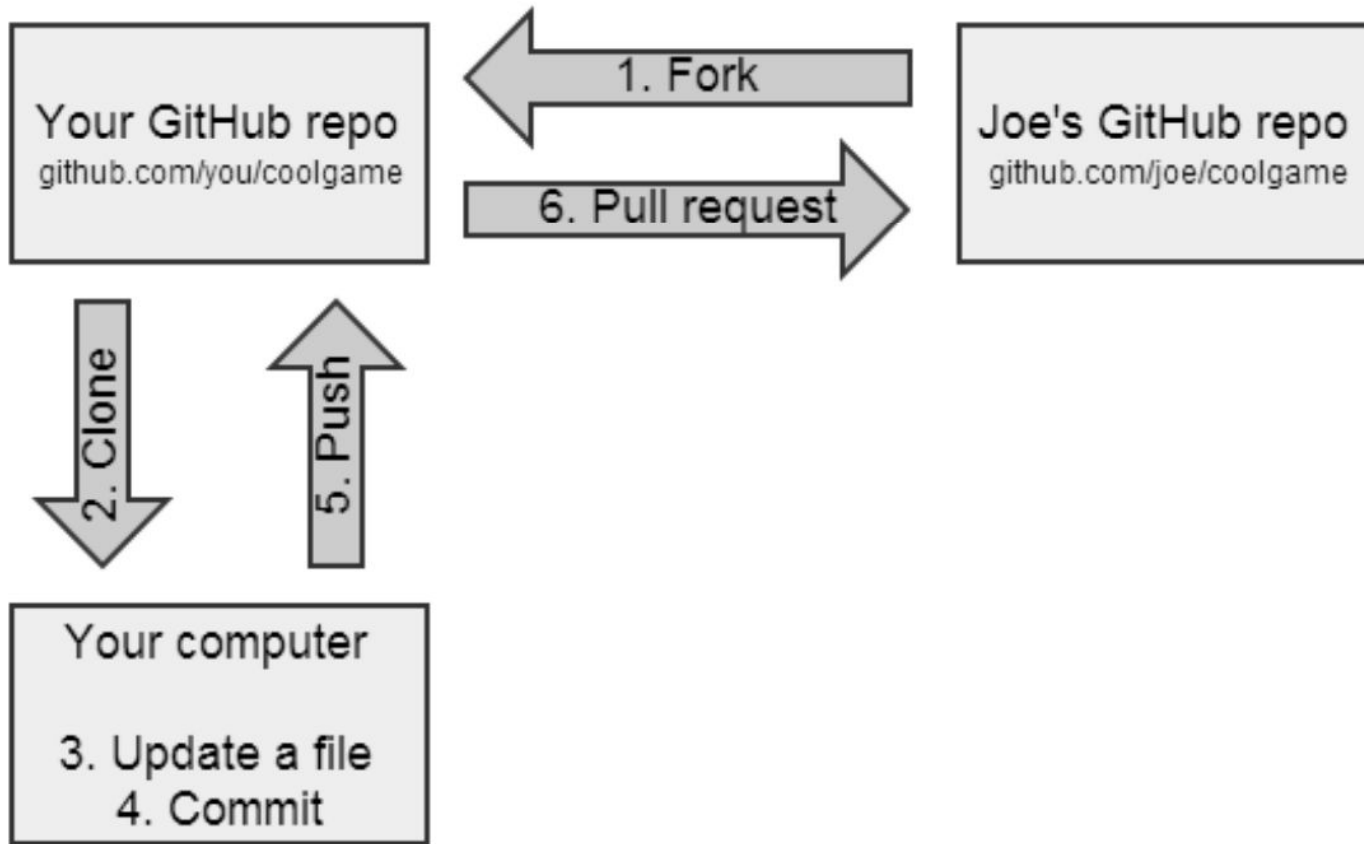 Your GitHub repo
github.com/you/coolgame
1. Fork
6. Pull request
Joe's GitHub repo
github.com/joe/coolgame
2. Clone
5. Push
Your computer
3. Update a file
4. Commit